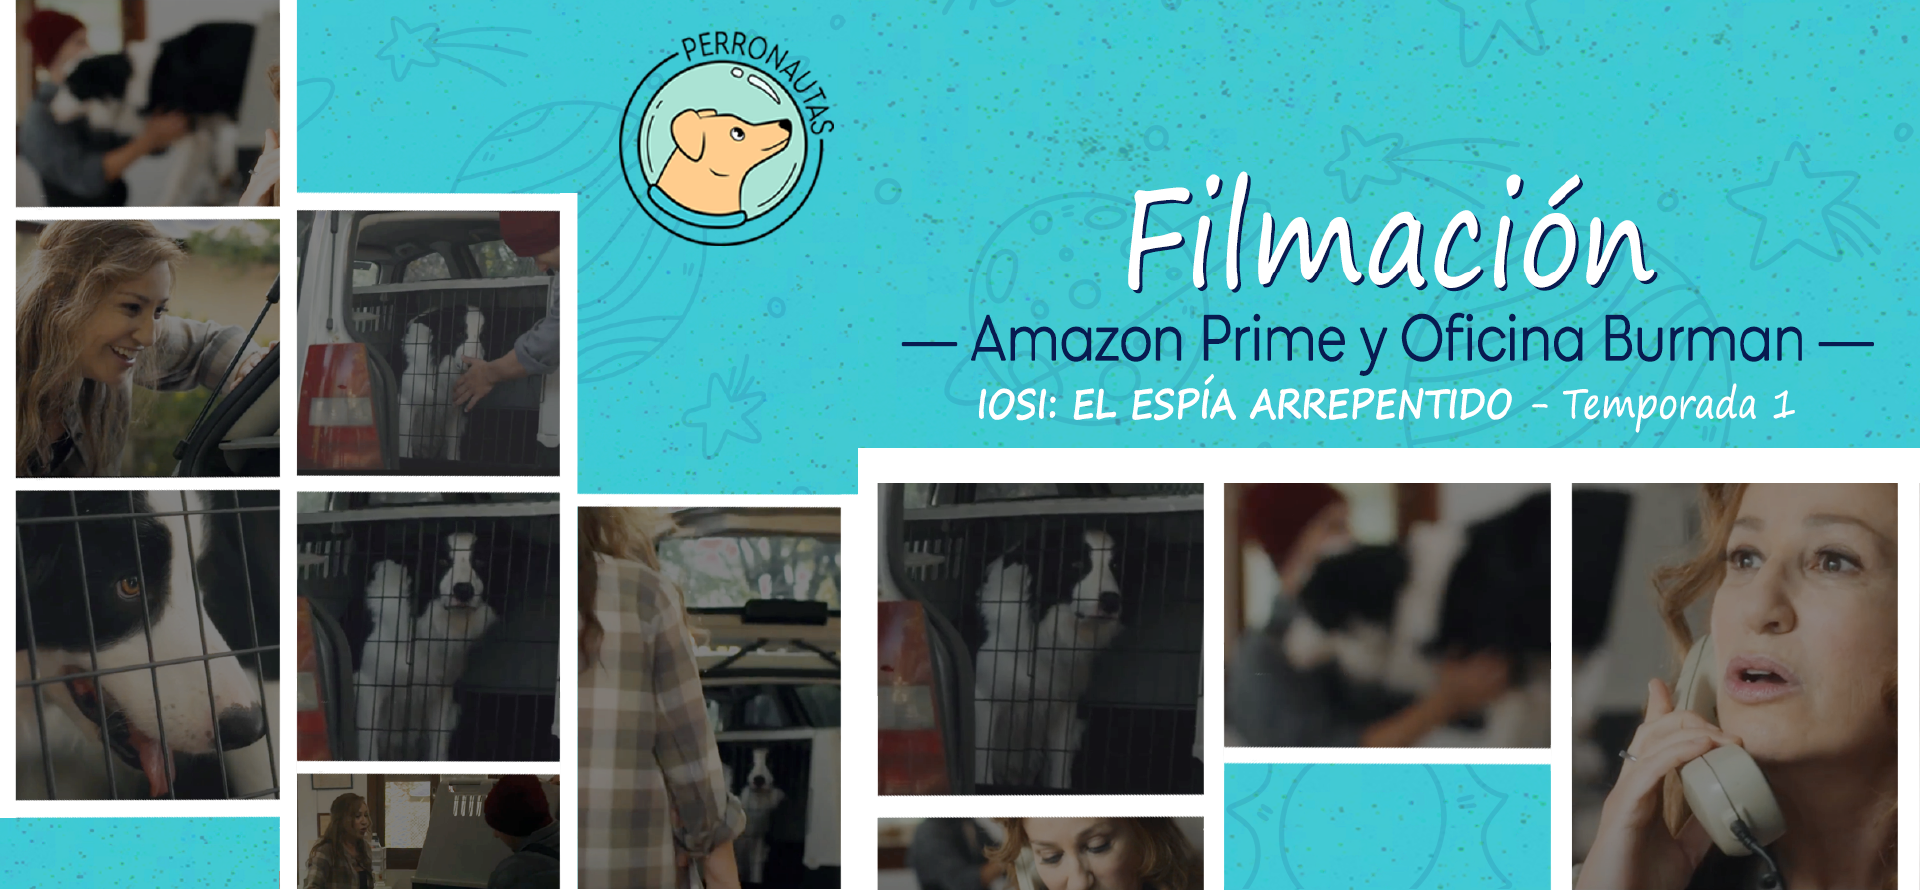 PERRONAUTAS
Filmación
— Amazon Prime y Oficina Burman —
IOSI: EL ESPÍA ARREPENTIDO - Temporada 1